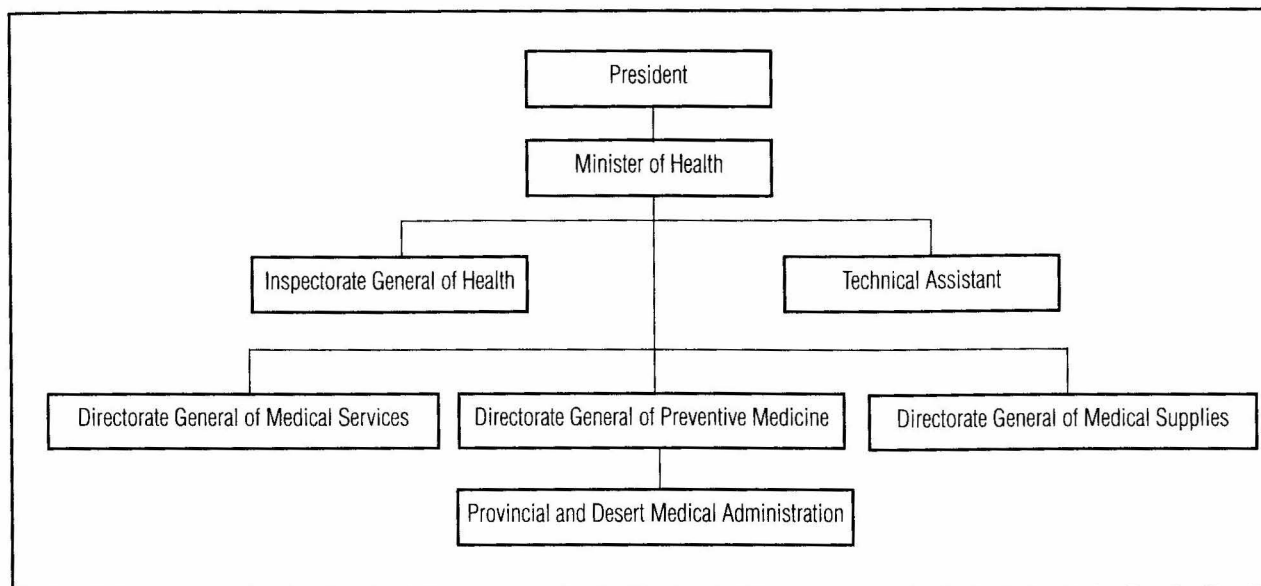 President
Minister of Health
Inspectorate General of Health
Technical Assistant
Directorate General of Medical Services
Directorate General of Preventive Medicine
Directorate General of Medical Supplies
Provincial and Desert Medical Administration